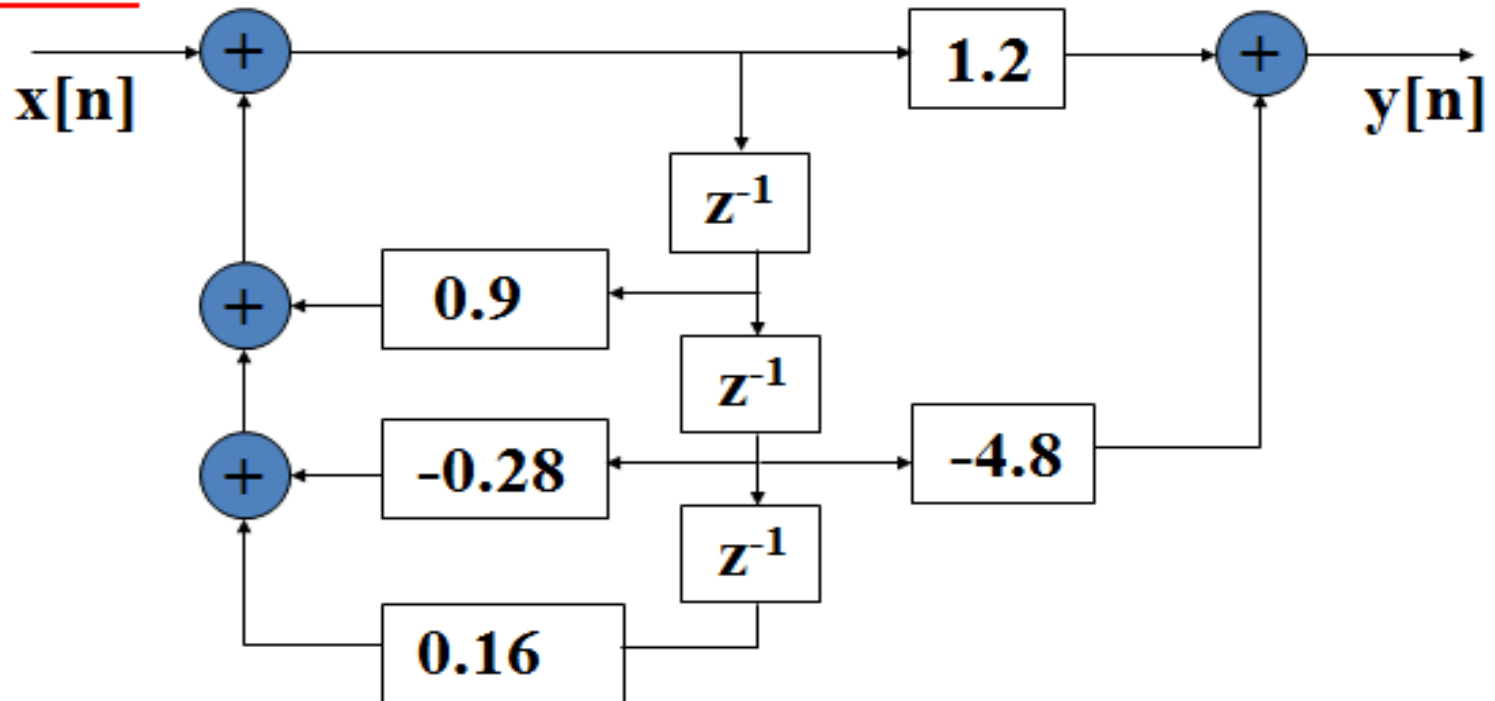 + 1.2 +
x[n] y[n]
z⁻¹
+ 0.9
z⁻¹
+ -0.28 -4.8
z⁻¹
0.16